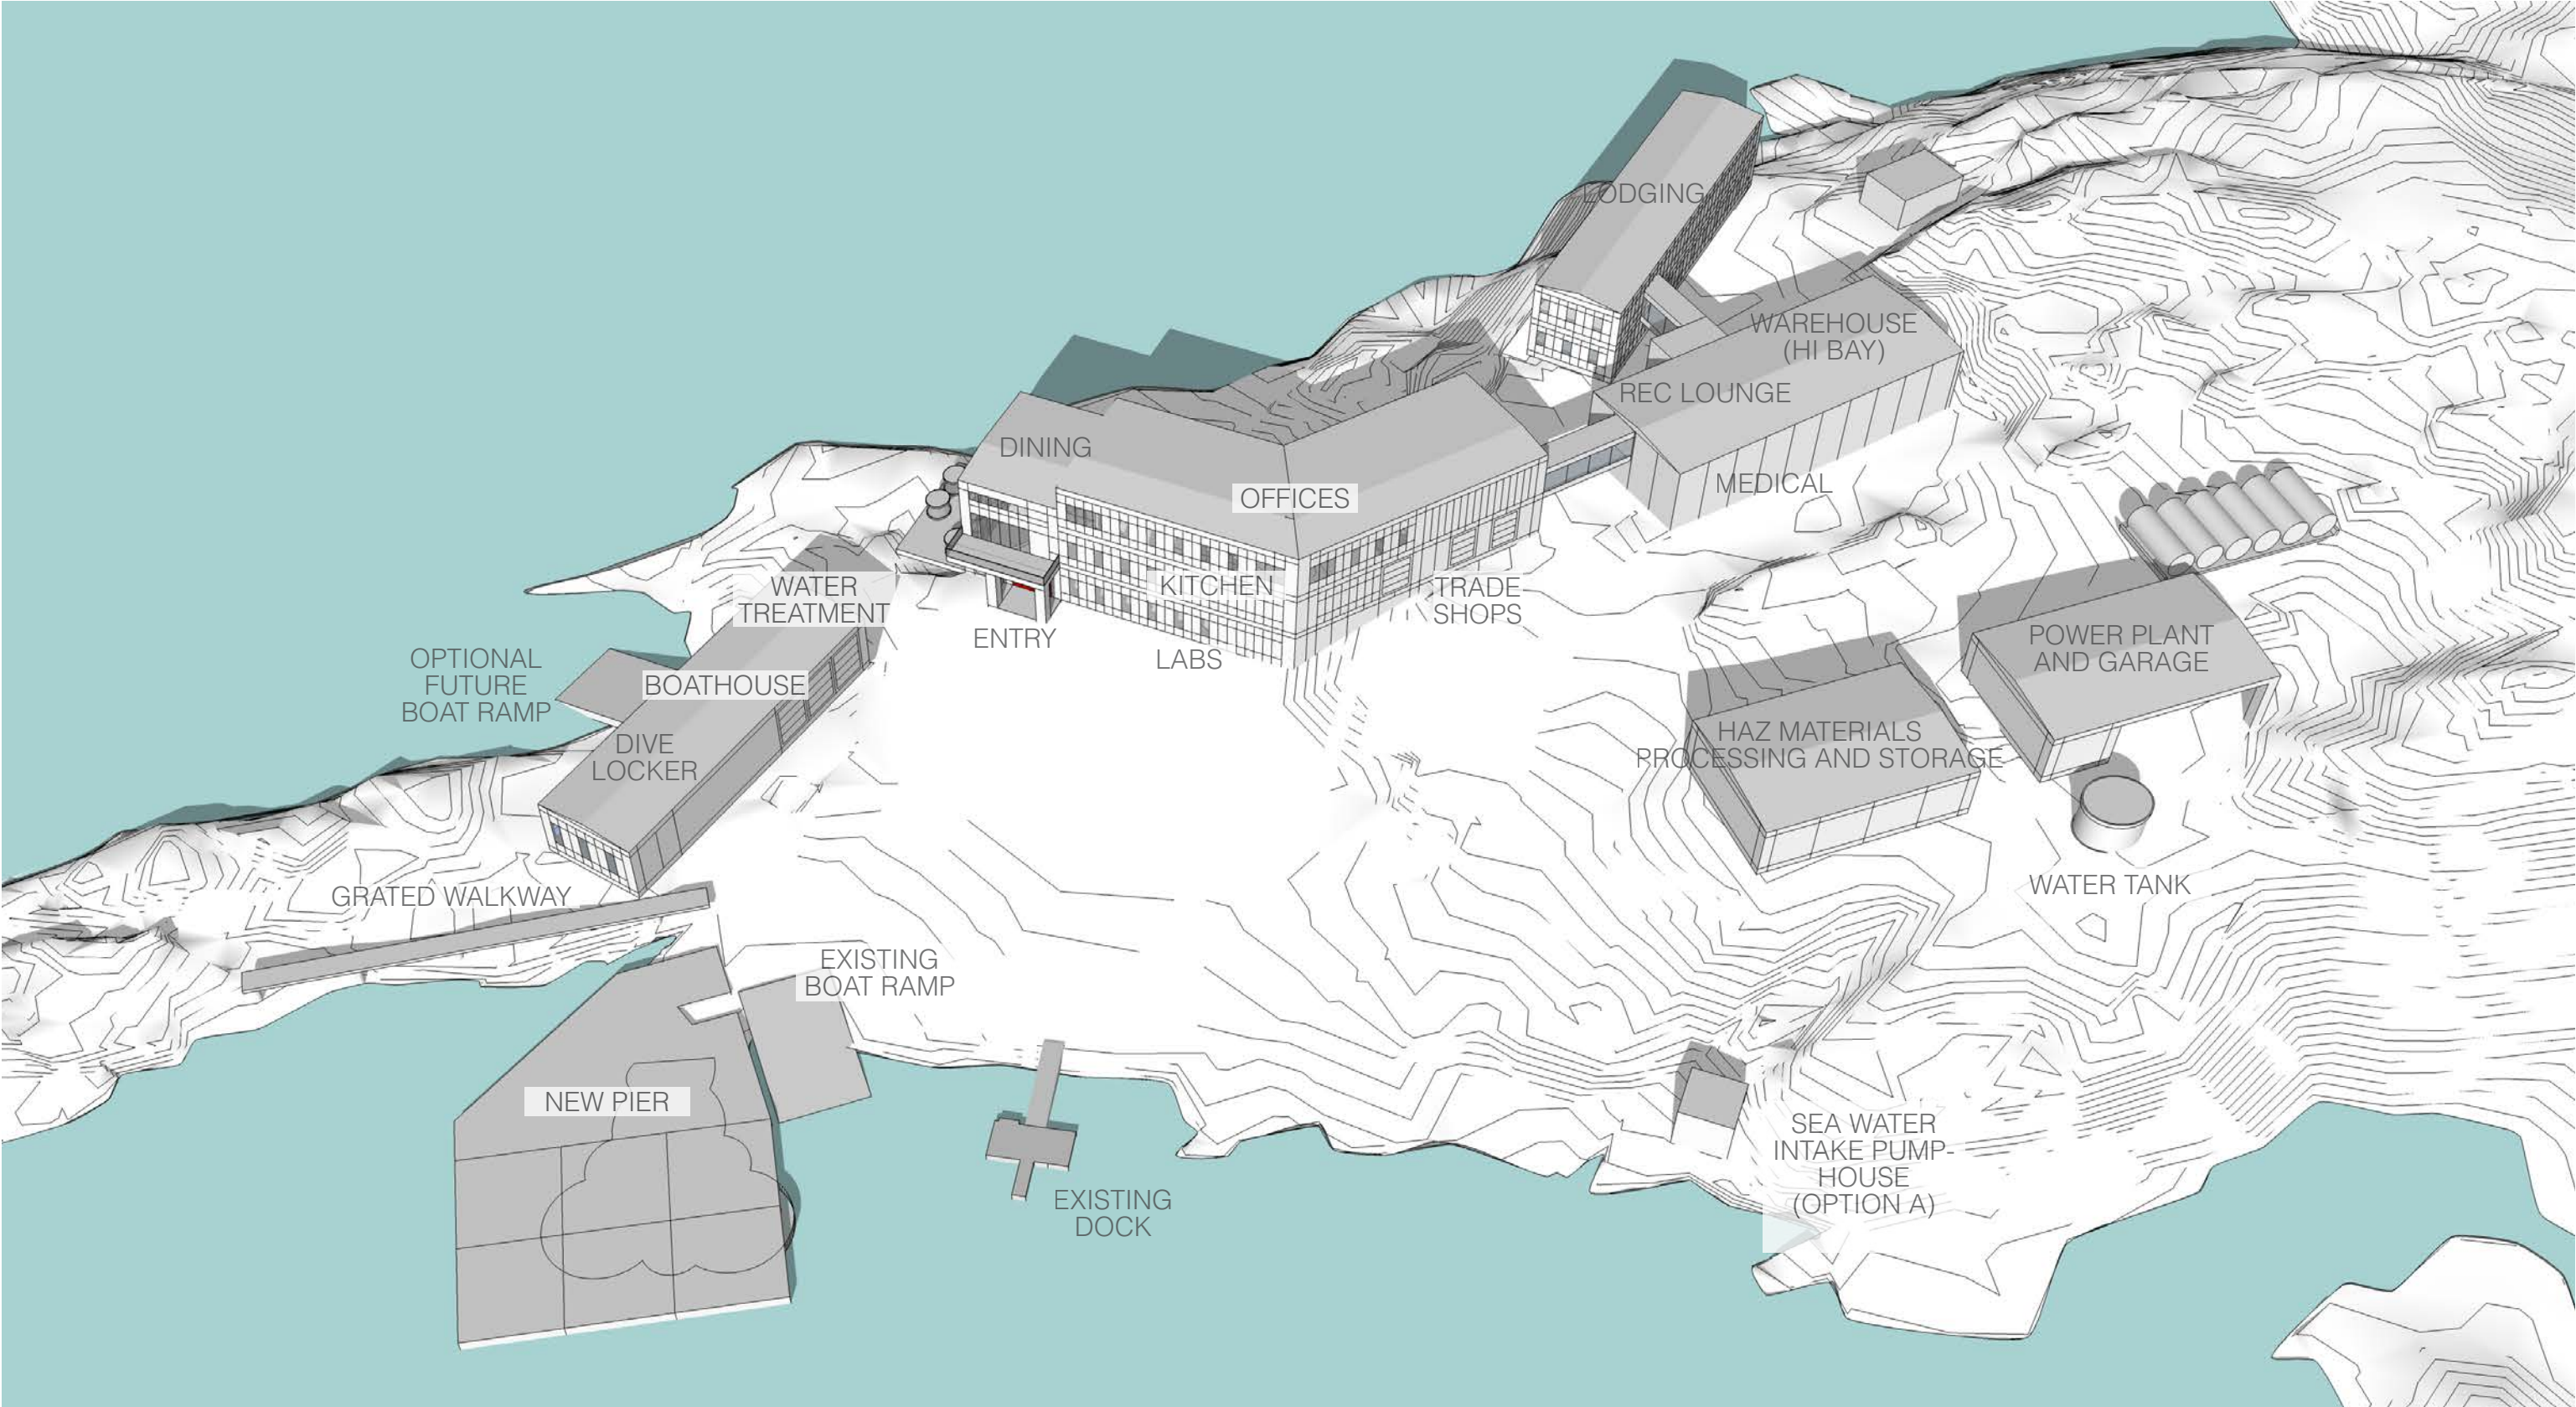 LODGING
WAREHOUSE
(HI BAY)
REC LOUNGE
DINING
MEDICAL
OFFICES
WATER
TREATMENT
KITCHEN
TRADE
SHOPS
ENTRY
LABS
POWER PLANT
AND GARAGE
OPTIONAL
FUTURE
BOAT RAMP
BOATHOUSE
DIVE
LOCKER
HAZ MATERIALS
PROCESSING AND STORAGE
GRATED WALKWAY
WATER TANK
EXISTING
BOAT RAMP
NEW PIER
SEA WATER
INTAKE PUMP-
HOUSE
(OPTION A)
EXISTING
DOCK